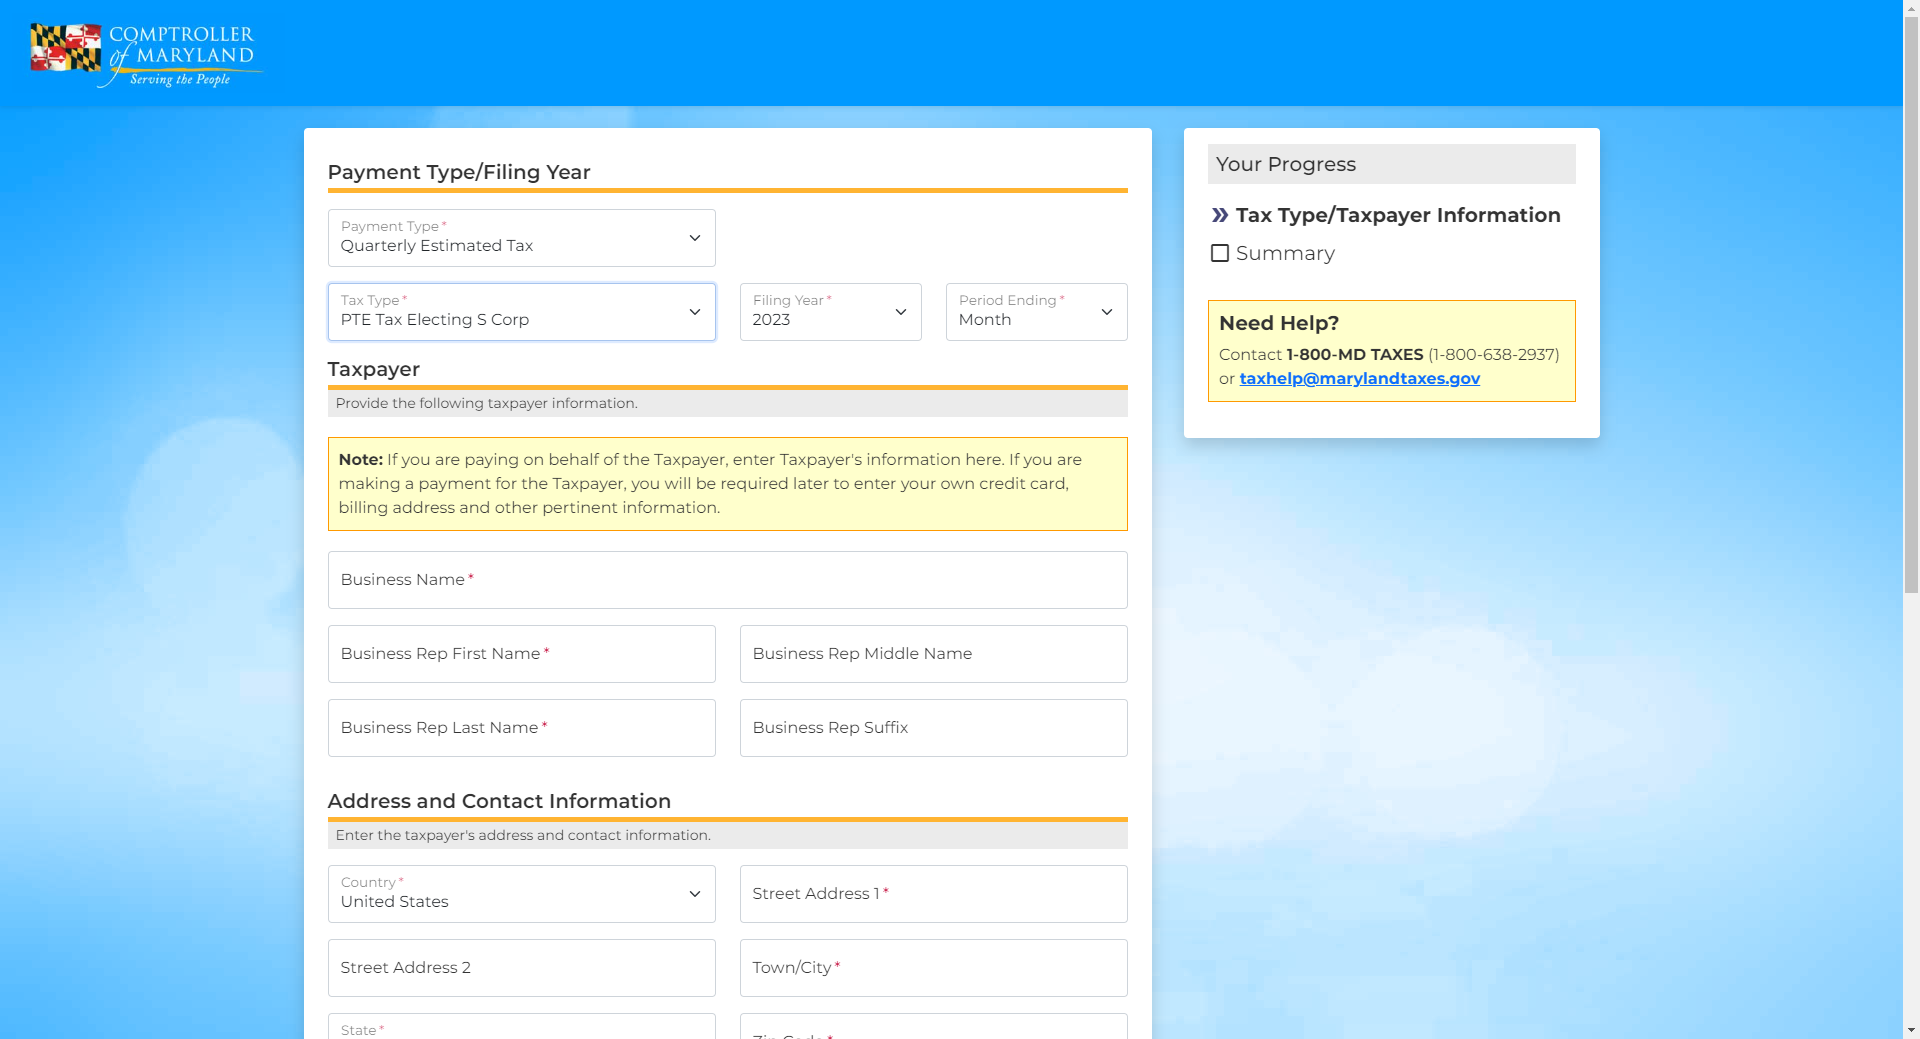 COMPTROLLER
of MARYLAND
Serving the People
Payment Type/Filing Year
Payment Type *
Quarterly Estimated Tax
Tax Type *
PTE Tax Electing S Corp
Filing Year *
2023
Period Ending *
Month
Taxpayer
Provide the following taxpayer information.
Note: If you are paying on behalf of the Taxpayer, enter Taxpayer's information here. If you are
making a payment for the Taxpayer, you will be required later to enter your own credit card,
billing address and other pertinent information.
Business Name *
Business Rep First Name *
Business Rep Middle Name
Business Rep Last Name *
Business Rep Suffix
Address and Contact Information
Enter the taxpayer's address and contact information.
Country *
United States
Street Address 1 *
Street Address 2
Town/City *
State *
Zip Code *
Your Progress
» Tax Type/Taxpayer Information
Summary
Need Help?
Contact 1-800-MD TAXES (1-800-638-2937)
or taxhelp@marylandtaxes.gov